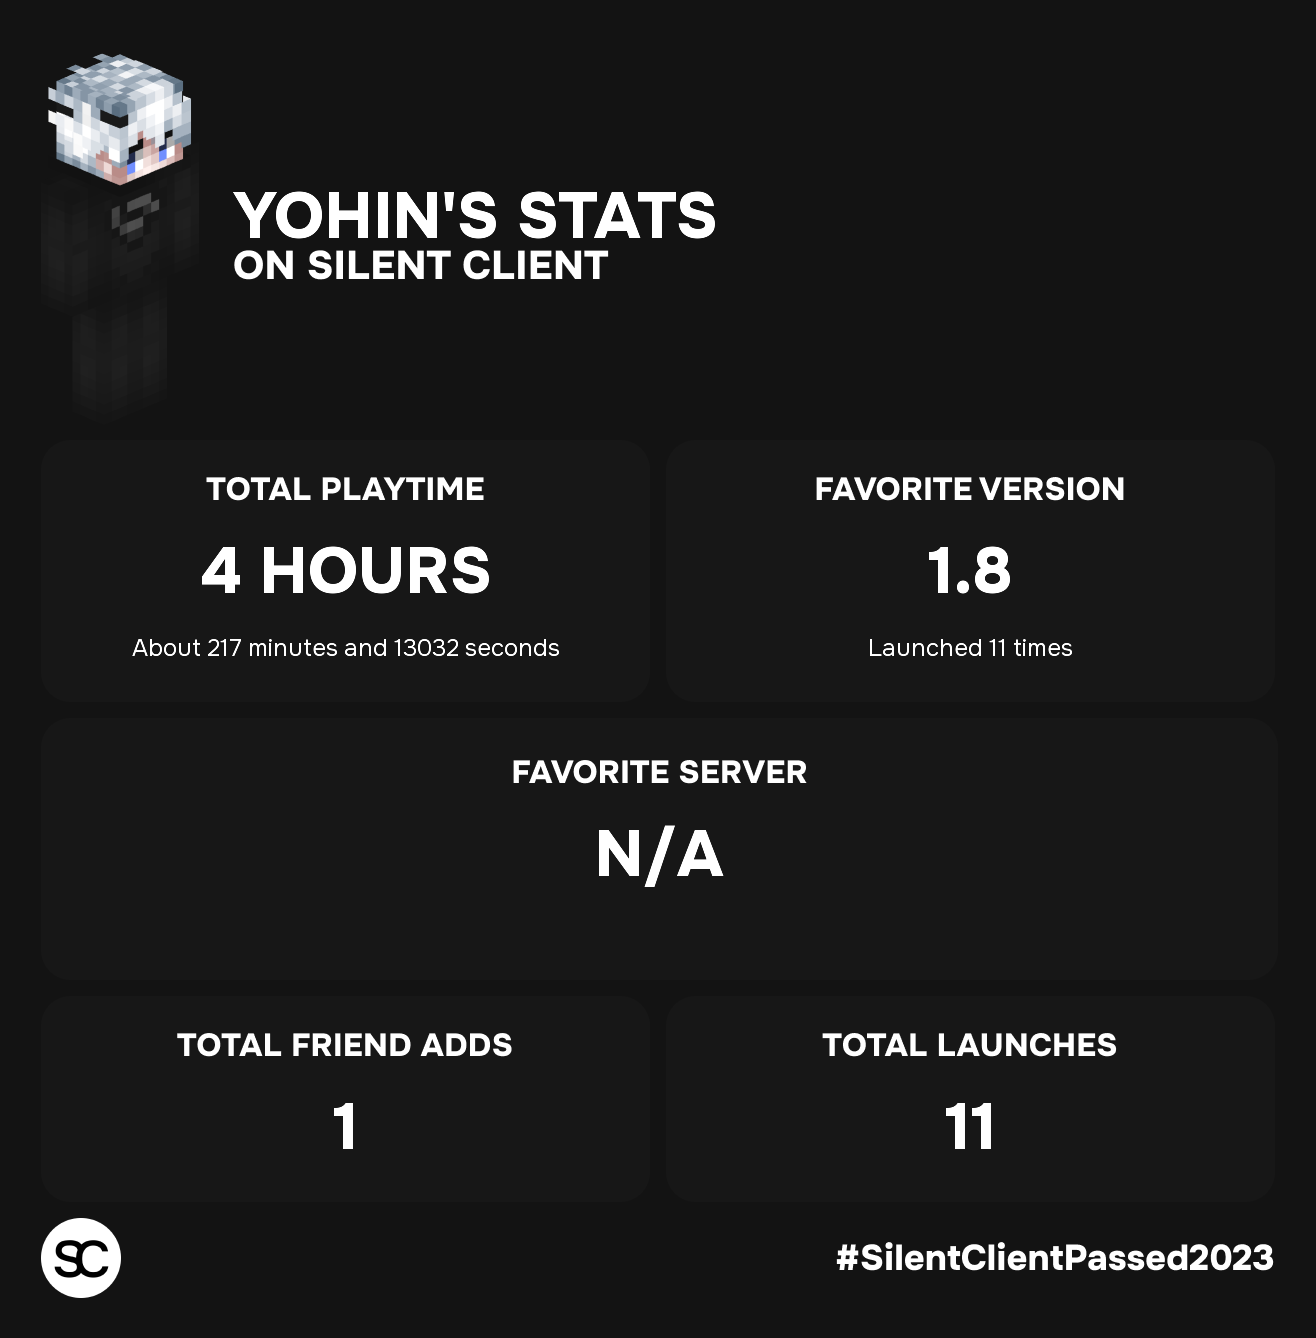 YOHIN'S STATS
ON SILENT CLIENT
TOTAL PLAYTIME
4 HOURS
About 217 minutes and 13032 seconds
FAVORITE VERSION
1.8
Launched 11 times
FAVORITE SERVER
N/A
TOTAL FRIEND ADDS
1
TOTAL LAUNCHES
11
SC
#SilentClientPassed2023